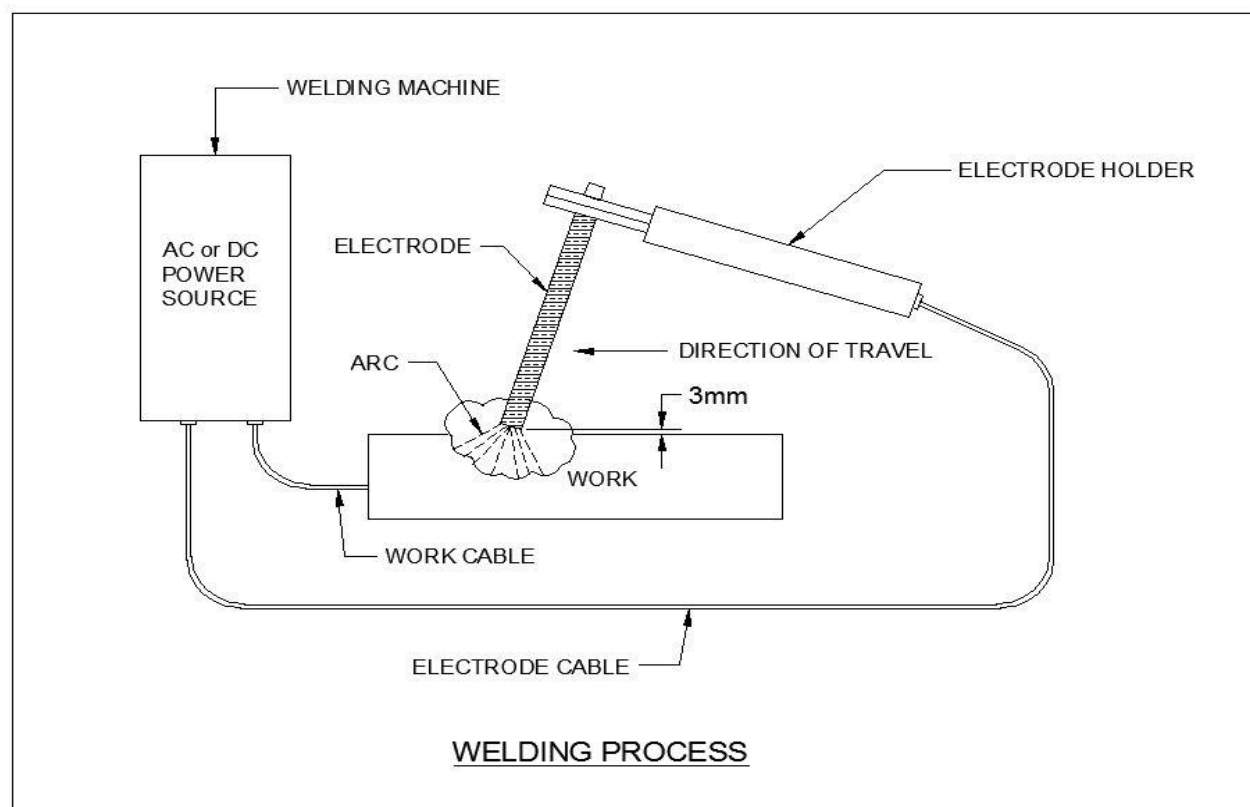 WELDING MACHINE
ELECTRODE HOLDER
ELECTRODE
AC or DC
POWER
SOURCE
DIRECTION OF TRAVEL
ARC
3mm
WORK
WORK CABLE
ELECTRODE CABLE
WELDING PROCESS